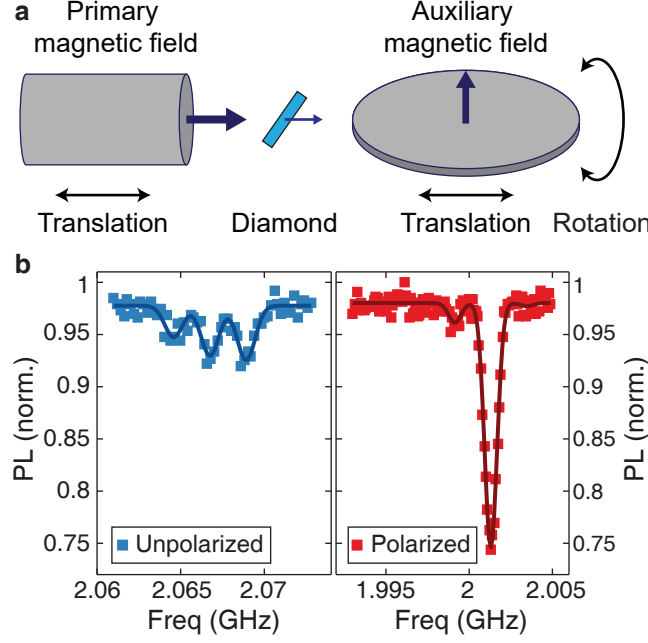 a
Primary
magnetic field
Auxiliary
magnetic field
Translation
Diamond
Translation
Rotation
b
PL (norm.)
1
0.95
0.9
0.85
0.8
0.75
Unpolarized
2.06
2.065
2.07
Freq (GHz)
Polarized
1.995
2
2.005
Freq (GHz)
1
0.95
0.9
0.85
0.8
0.75
PL (norm.)